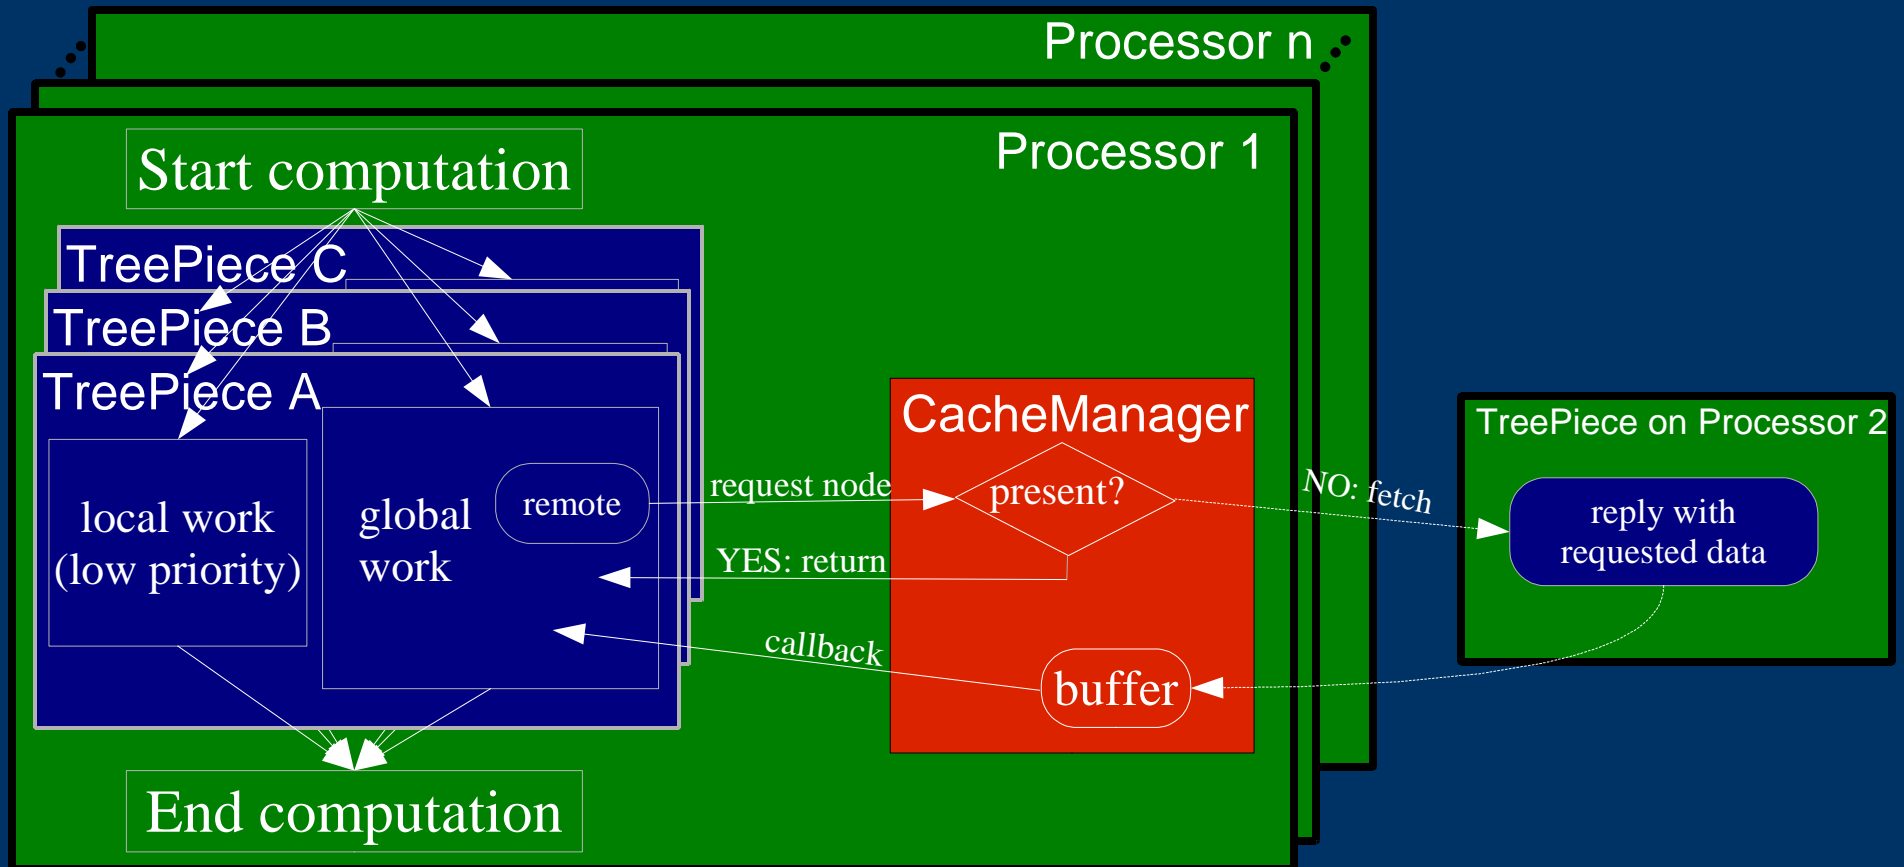 Processor n
Processor 1
Start computation
TreePiece C
TreePiece B
TreePiece A
local work
(low priority)
global
work
remote
request node
YES: return
callback
CacheManager
present?
buffer
NO: fetch
TreePiece on Processor 2
reply with
requested data
End computation